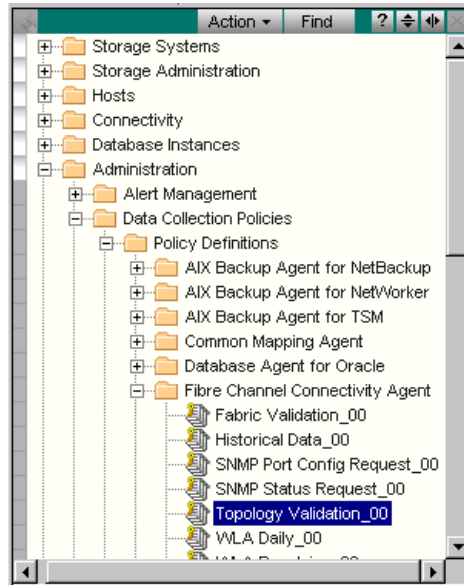 Action Find ?
Storage Systems
Storage Administration
Hosts
Connectivity
Database Instances
Administration
Alert Management
Data Collection Policies
Policy Definitions
AIX Backup Agent for NetBackup
AIX Backup Agent for NetWorker
AIX Backup Agent for TSM
Common Mapping Agent
Database Agent for Oracle
Fibre Channel Connectivity Agent
Fabric Validation_00
Historical Data_00
SNMP Port Config Request_00
SNMP Status Request_00
Topology Validation_00
WLA Daily_00